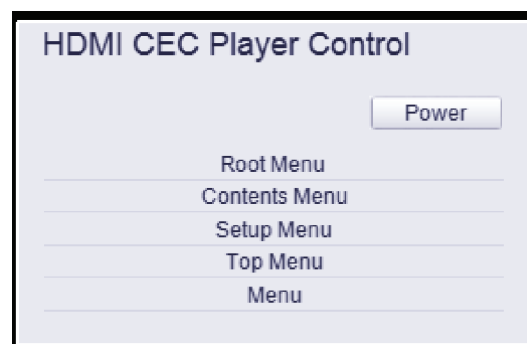 HDMI CEC Player Control
Power
Root Menu
Contents Menu
Setup Menu
Top Menu
Menu